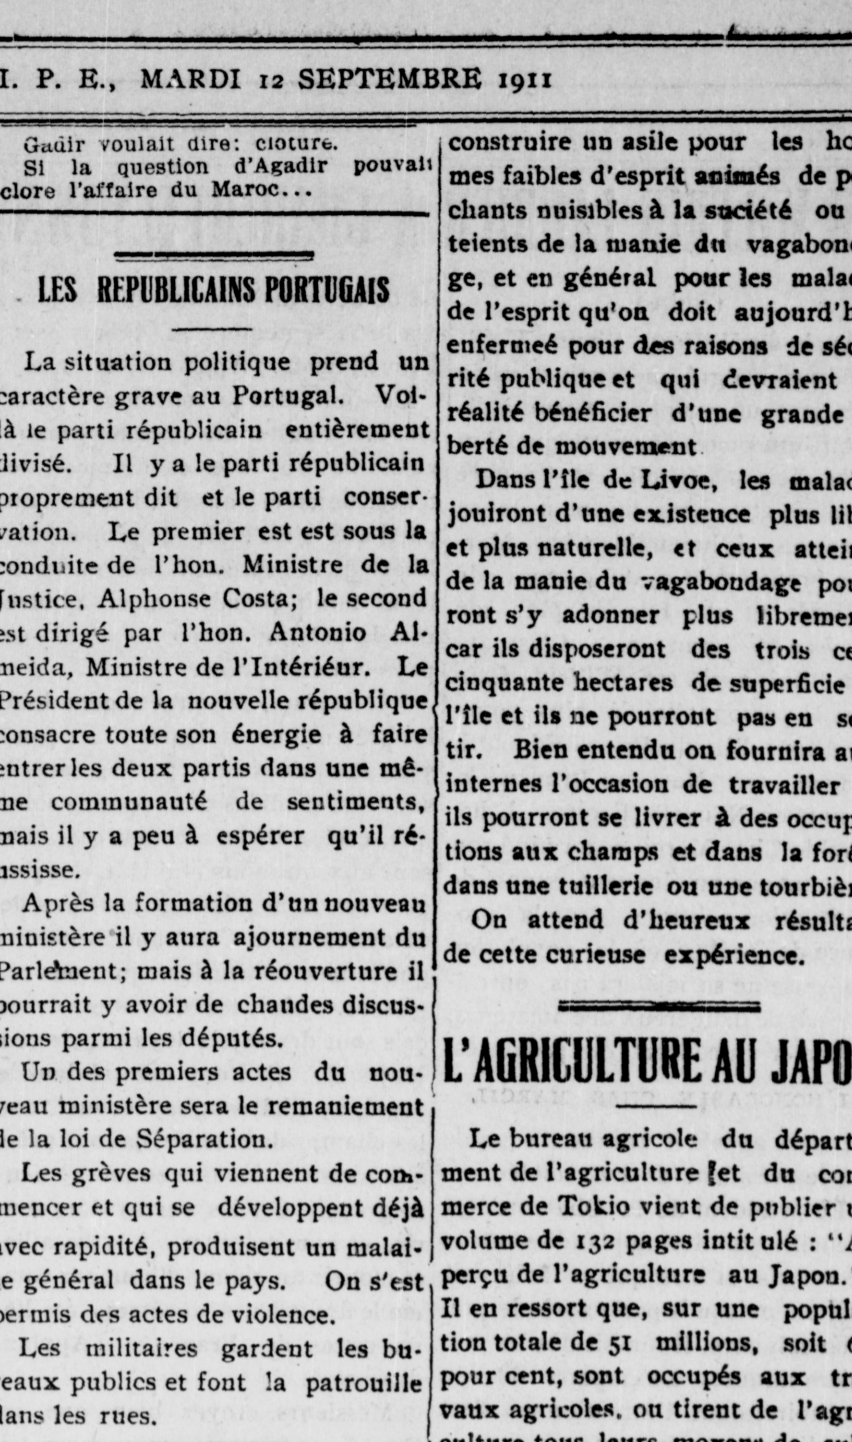 I. P. E., MARDI 12 SEPTEMBRE 1911
Gadir voulait dire: cloture.
Si la question d'Agadir pouvait
clore l'affaire du Maroc...
LES REPUBLICAINS PORTUGAIS
La situation politique prend un
caractère grave au Portugal. Voi-
là le parti républicain entièrement
divisé. Il y a le parti républicain
proprement dit et le parti conser-
vation. Le premier est est sous la
conduite de l'hon. Ministre de la
Justice, Alphonse Costa; le second
est dirigé par l'hon. Antonio Al-
meida, Ministre de l'Intériéur. Le
Président de la nouvelle république
consacre toute son énergie à faire
entrer les deux partis dans une mê-
me communauté de sentiments,
mais il y a peu à espérer qu'il ré-
ussisse.
Après la formation d'un nouveau
ministère il y aura ajournement du
Parlement; mais à la réouverture il
pourrait y avoir de chaudes discus-
sions parmi les députés.
Un des premiers actes du nou-
veau ministère sera le remaniement
de la loi de Séparation.
Les grèves qui viennent de com-
mencer et qui se développent déjà
avec rapidité, produisent un malai-
se général dans le pays. On s'est
permis des actes de violence.
Les militaires gardent les bu-
reaux publics et font la patrouille
dans les rues.
construire un asile pour les ho
mes faibles d'esprit animés de p
chants nuisibles à la société ou
teients de la manie du vagabon
ge, et en général pour les mala
de l'esprit qu'on doit aujourd'h
enfermeé pour des raisons de séc
rité publique et qui devraient
réalité bénéficier d'une grande
berté de mouvement.
Dans l'île de Livoe, les mala
jouiront d'une existence plus lib
et plus naturelle, et ceux attein
de la manie du vagabondage pou
ront s'y adonner plus libreme
car ils disposeront des trois ce
cinquante hectares de superficie
l'île et ils ne pourront pas en so
tir. Bien entendu on fournira au
internes l'occasion de travailler
ils pourront se livrer à des occup
tions aux champs et dans la forê
dans une tuillerie ou une tourbièr
On attend d'heureux résulta
de cette curieuse expérience.
L'AGRICULTURE AU JAPO
Le bureau agricole du départ
ment de l'agriculture et du com
merce de Tokio vient de publier u
volume de 132 pages intitulé : "A
perçu de l'agriculture au Japon."
Il en ressort que, sur une popul
tion totale de 51 millions, soit
pour cent, sont occupés aux tr
vaux agricoles, ou tirent de l'agr